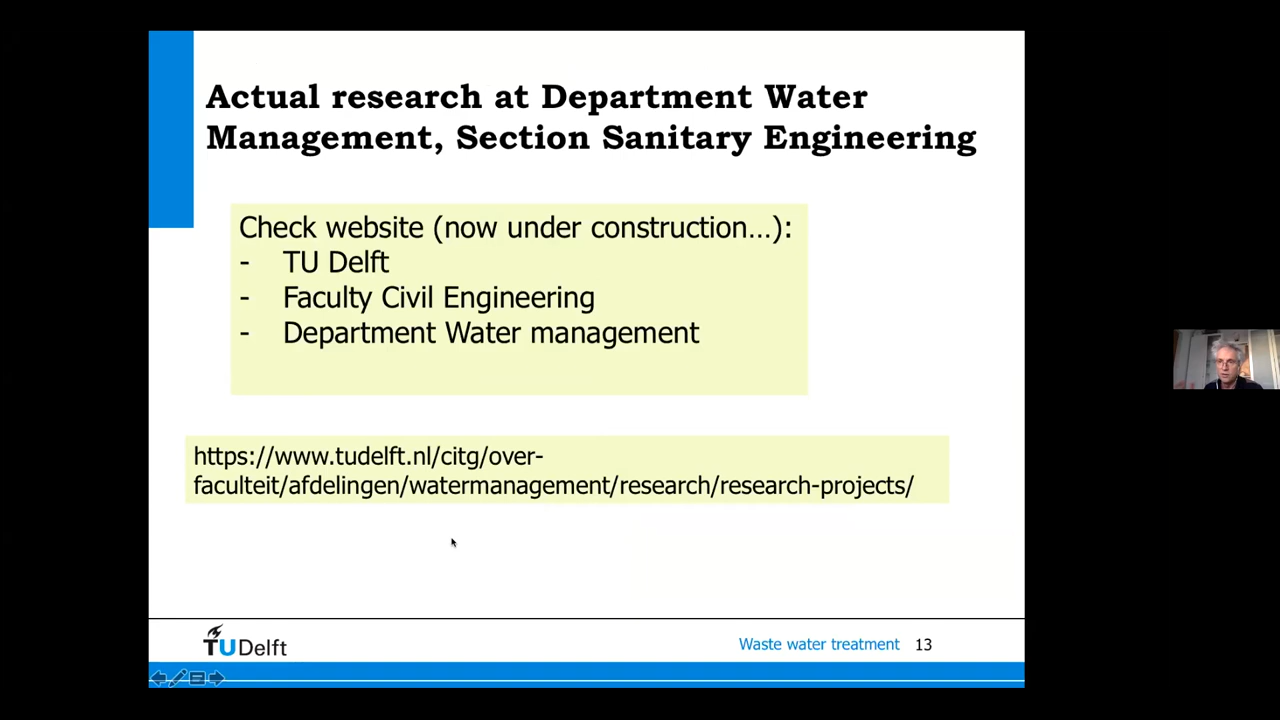 Actual research at Department Water
Management, Section Sanitary Engineering
Check website (now under construction…):
- TU Delft
- Faculty Civil Engineering
- Department Water management
https://www.tudelft.nl/citg/over-
faculteit/afdelingen/watermanagement/research/research-projects/
TUDelft
Waste water treatment 13